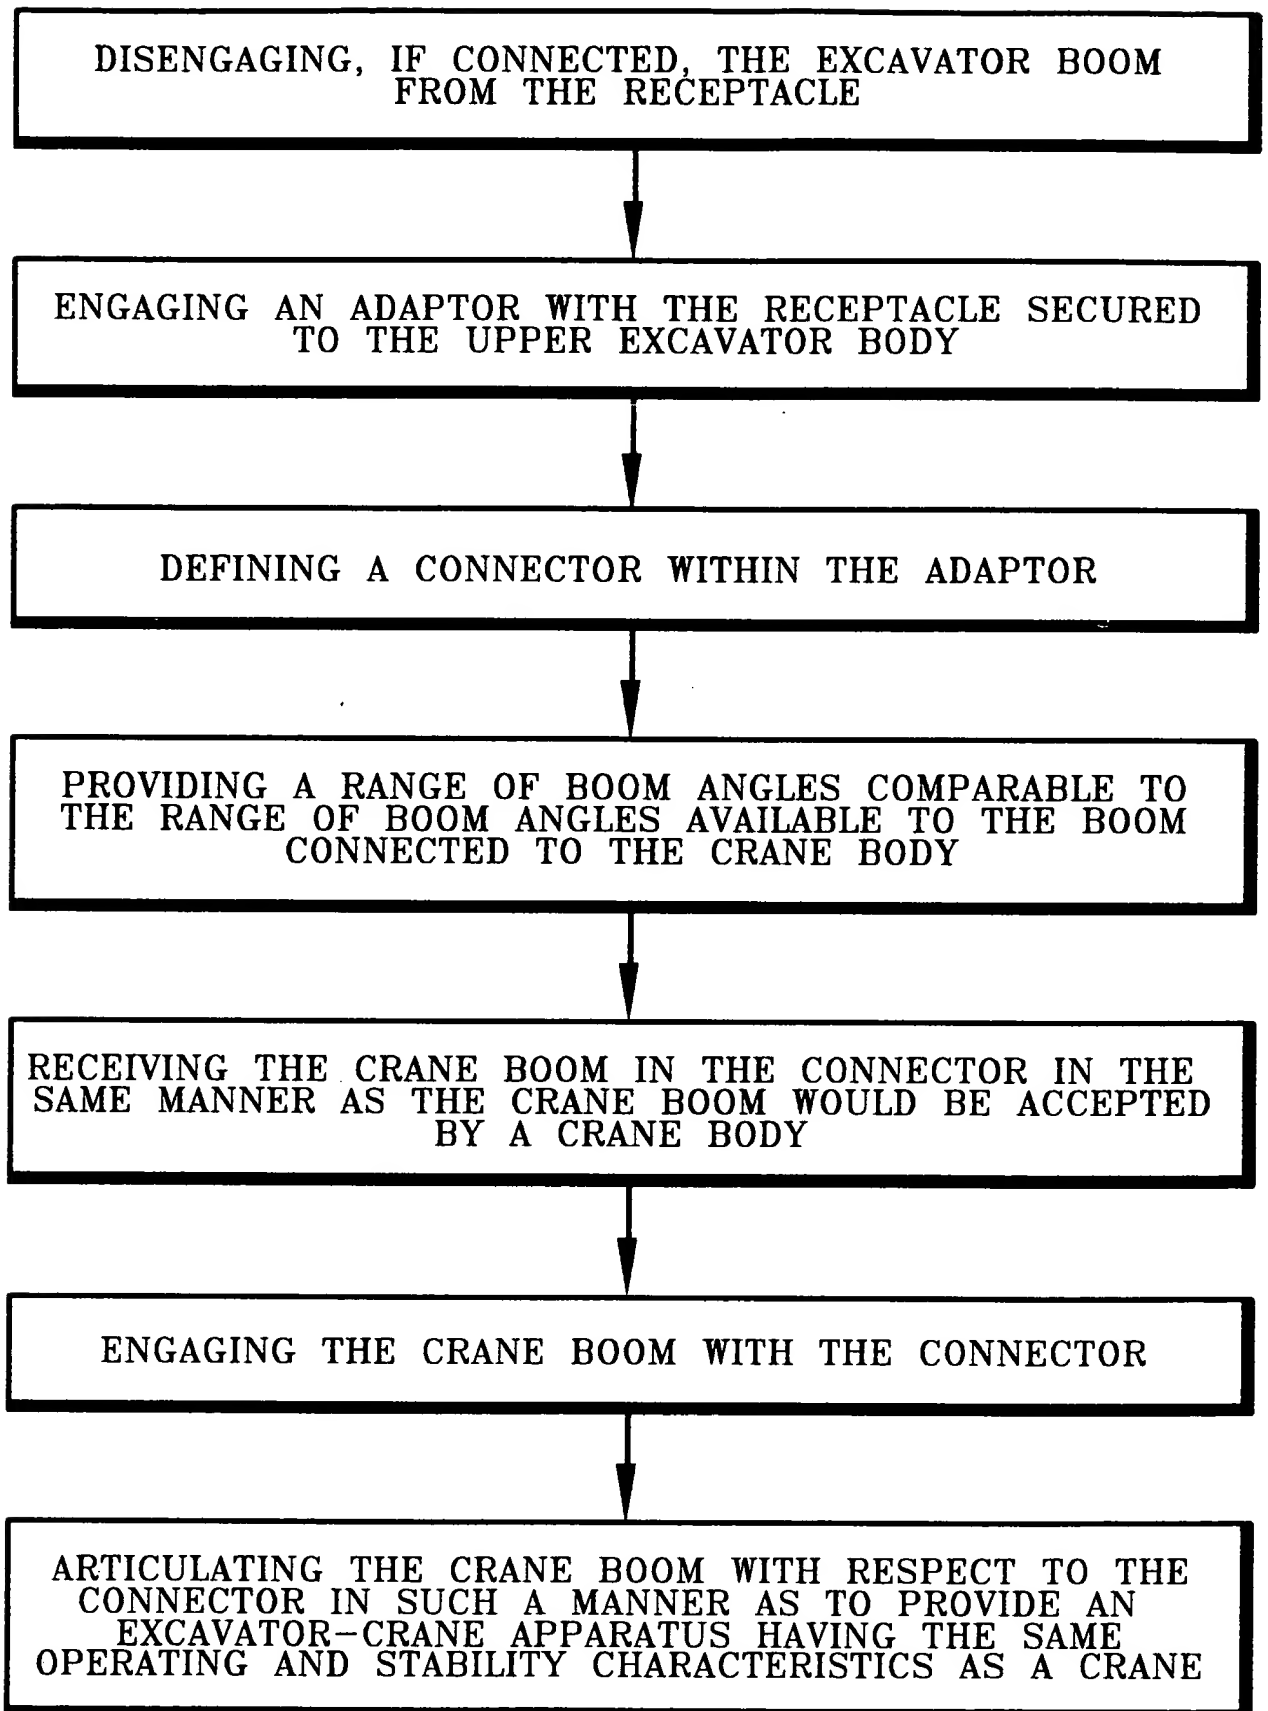 DISENGAGING, IF CONNECTED, THE EXCAVATOR BOOM
FROM THE RECEPTACLE
ENGAGING AN ADAPTOR WITH THE RECEPTACLE SECURED
TO THE UPPER EXCAVATOR BODY
DEFINING A CONNECTOR WITHIN THE ADAPTOR
PROVIDING A RANGE OF BOOM ANGLES COMPARABLE TO
THE RANGE OF BOOM ANGLES AVAILABLE TO THE BOOM
CONNECTED TO THE CRANE BODY
RECEIVING THE CRANE BOOM IN THE CONNECTOR IN THE
SAME MANNER AS THE CRANE BOOM WOULD BE ACCEPTED
BY A CRANE BODY
ENGAGING THE CRANE BOOM WITH THE CONNECTOR
ARTICULATING THE CRANE BOOM WITH RESPECT TO THE
CONNECTOR IN SUCH A MANNER AS TO PROVIDE AN
EXCAVATOR-CRANE APPARATUS HAVING THE SAME
OPERATING AND STABILITY CHARACTERISTICS AS A CRANE